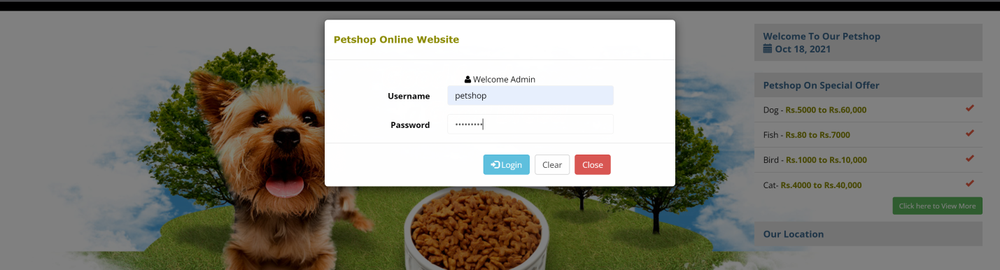 Petshop Online Website
Welcome Admin
Username
petshop
Password
•••••••••
Login
Clear
Close
Welcome To Our Petshop
Oct 18, 2021
Petshop On Special Offer
Dog - Rs.5000 to Rs.60,000
Fish - Rs.80 to Rs.7000
Bird - Rs.1000 to Rs.10,000
Cat- Rs.4000 to Rs.40,000
Click here to View More
Our Location